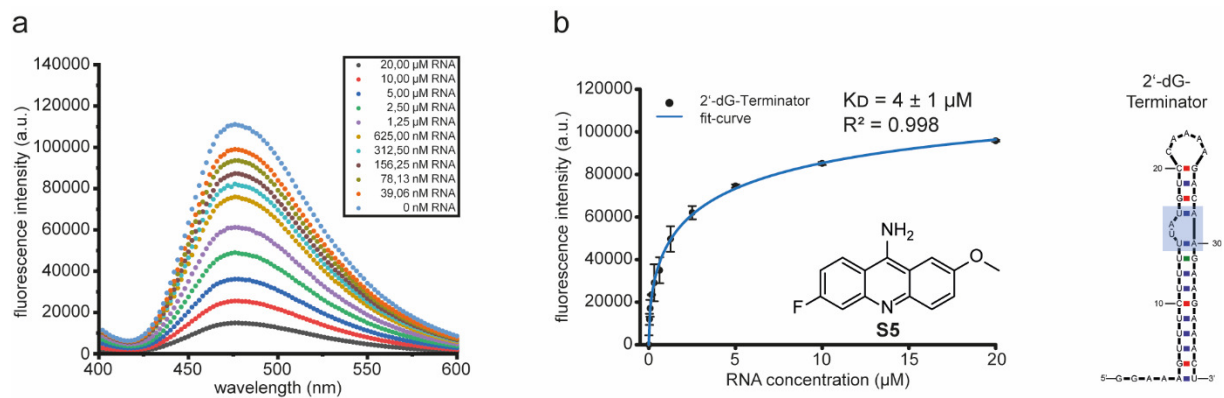 a
fluorescence intensity (a.u.)
140000
120000
100000
80000
60000
40000
20000
0
400
450
500
550
600
wavelength (nm)
20,00 µM RNA
10,00 µM RNA
5,00 µM RNA
2,50 µM RNA
1,25 µM RNA
625,00 nM RNA
312,50 nM RNA
156,25 nM RNA
78,13 nM RNA
39,06 nM RNA
0 nM RNA
b
fluorescence intensity (a.u.)
120000
100000
80000
60000
40000
20000
0
0
5
10
15
20
RNA concentration (µM)
2'-dG-Terminator
fit-curve
KD = 4 ± 1 µM
R² = 0.998
NH₂
O
F
N
S5
2'-dG-
Terminator
20
30
10
5'
G G A A A
3'